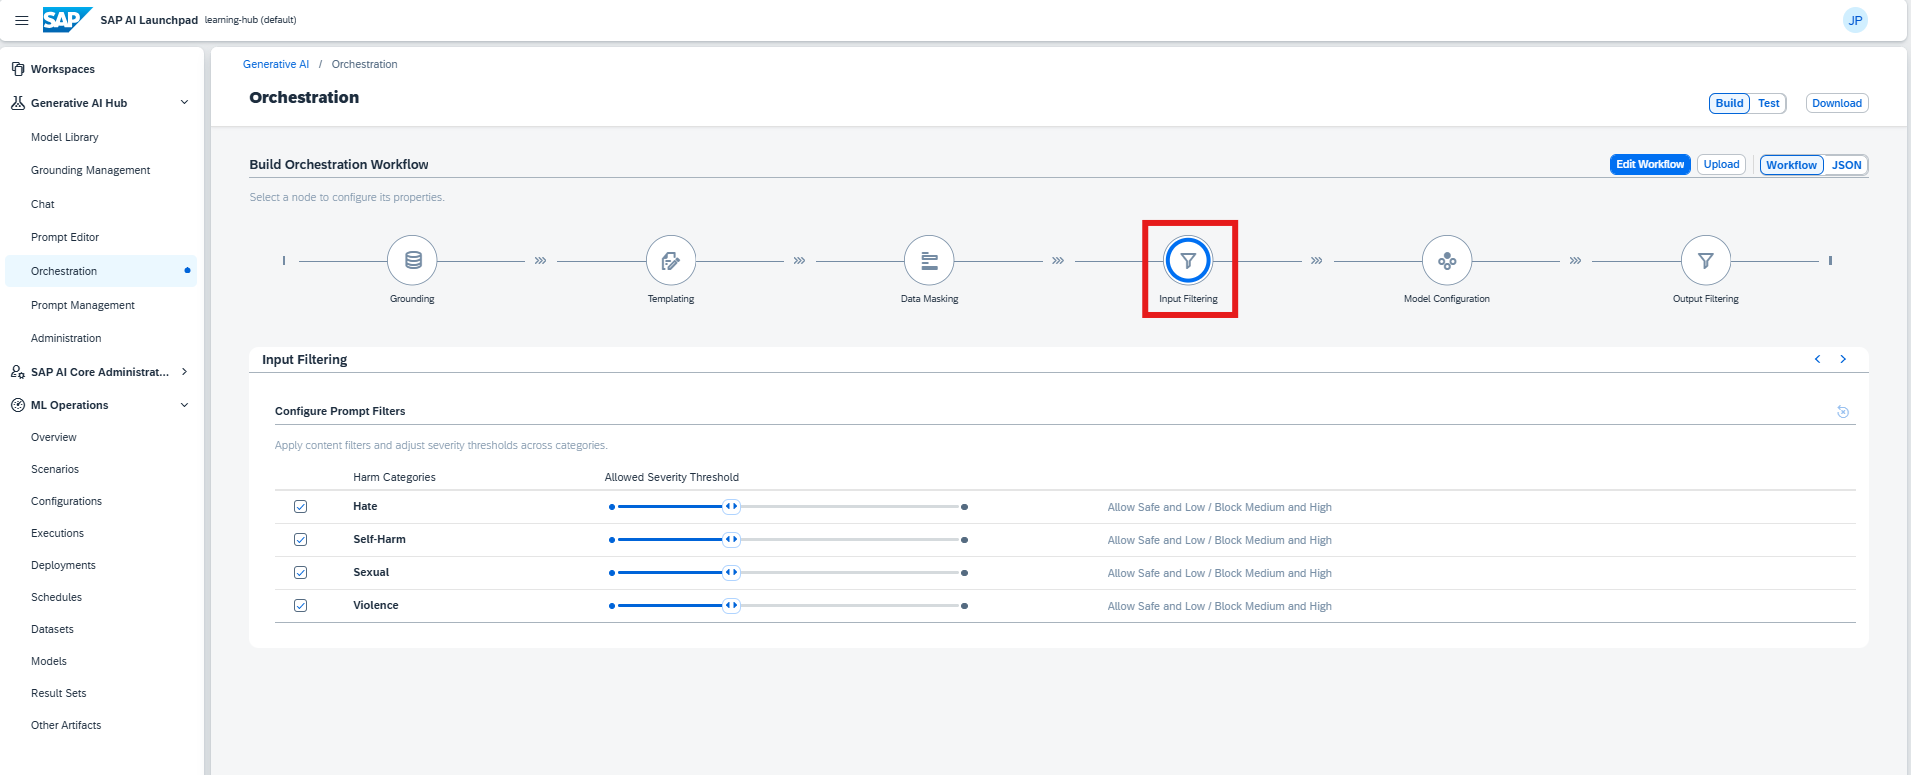 SAP SAP AI Launchpad learning-hub (default) JP
Workspaces
Generative AI Hub
Model Library
Grounding Management
Chat
Prompt Editor
Orchestration
Prompt Management
Administration
SAP AI Core Administrat...
ML Operations
Overview
Scenarios
Configurations
Executions
Deployments
Schedules
Datasets
Models
Result Sets
Other Artifacts
Generative AI / Orchestration
Orchestration
Build Test Download
Build Orchestration Workflow
Edit Workflow Upload Workflow JSON
Select a node to configure its properties.
Grounding Templating Data Masking Input Filtering Model Configuration Output Filtering
Input Filtering
Configure Prompt Filters
Apply content filters and adjust severity thresholds across categories.
Harm Categories Allowed Severity Threshold
Hate Allow Safe and Low / Block Medium and High
Self-Harm Allow Safe and Low / Block Medium and High
Sexual Allow Safe and Low / Block Medium and High
Violence Allow Safe and Low / Block Medium and High